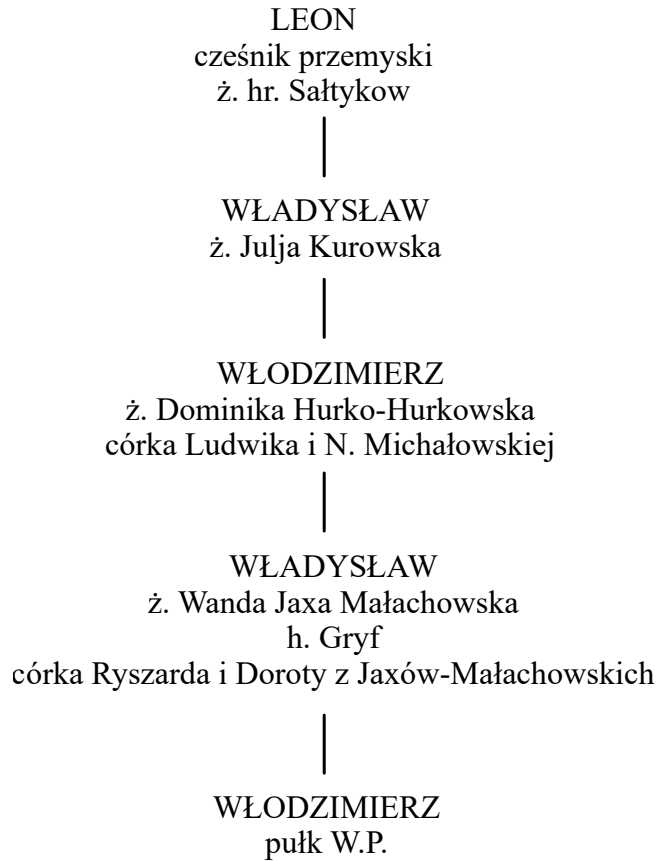 LEON
cześnik przemyski
ż. hr. Sałtykow
WŁADYSŁAW
ż. Julja Kurowska
WŁODZIMIERZ
ż. Dominika Hurko-Hurkowska
córka Ludwika i N. Michałowskiej
WŁADYSŁAW
ż. Wanda Jaxa Małachowska
h. Gryf
córka Ryszarda i Doroty z Jaxów-Małachowskich
WŁODZIMIERZ
pułk W.P.